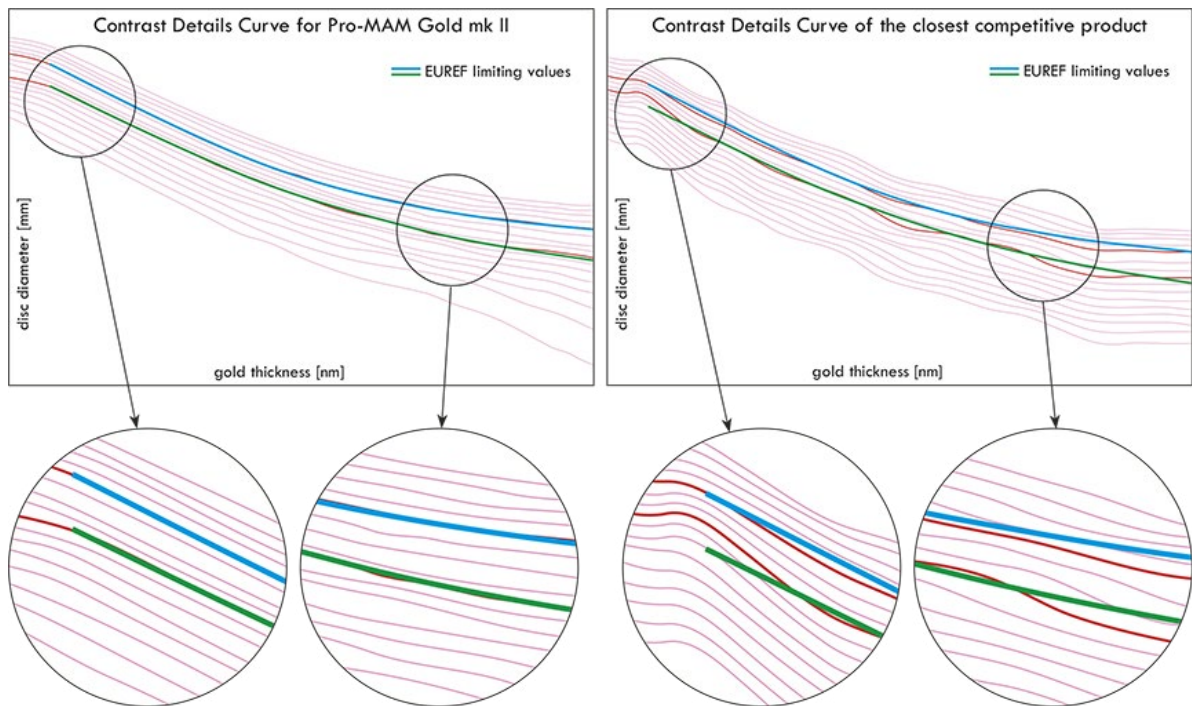 Contrast Details Curve for Pro-MAM Gold mk II
EUREF limiting values
disc diameter [mm]
gold thickness [nm]
Contrast Details Curve of the closest competitive product
EUREF limiting values
disc diameter [mm]
gold thickness [nm]